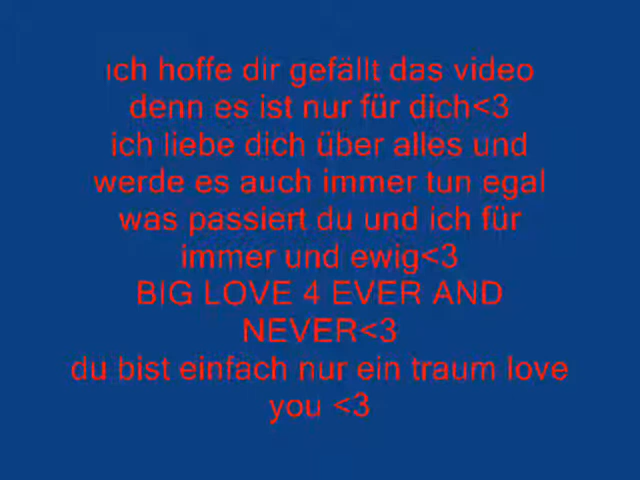 ich hoffe dir gefällt das video
denn es ist nur für dich<3
ich liebe dich über alles und
werde es auch immer tun egal
was passiert du und ich für
immer und ewig<3
BIG LOVE 4 EVER AND
NEVER<3
du bist einfach nur ein traum love
you <3